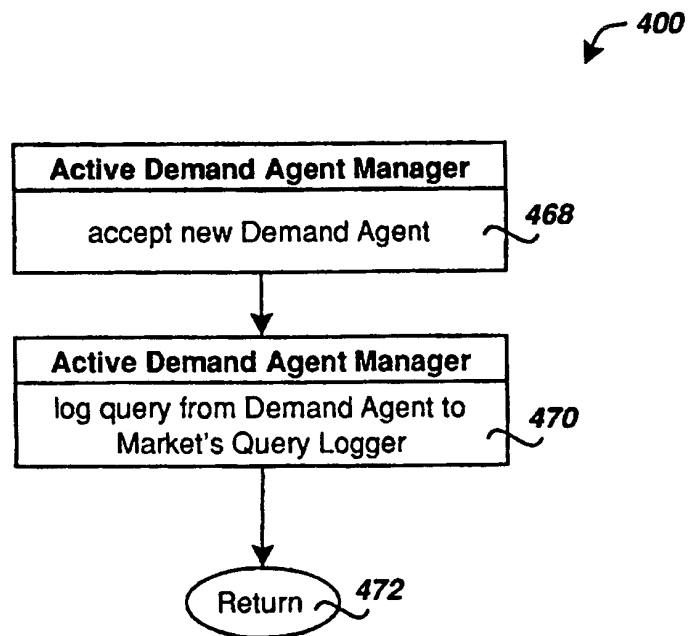 400
Active Demand Agent Manager
accept new Demand Agent
468
Active Demand Agent Manager
log query from Demand Agent to
Market's Query Logger
470
Return
472